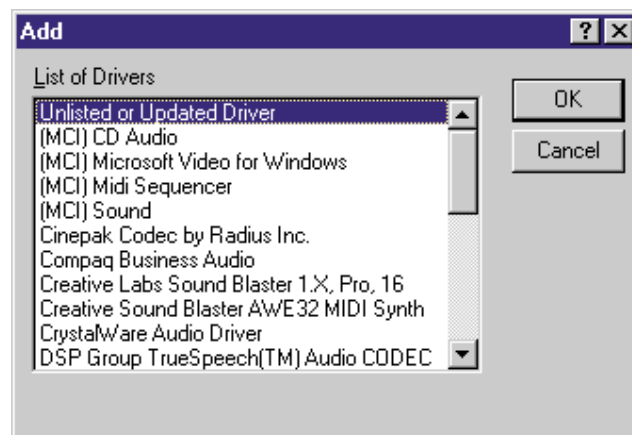 Add
List of Drivers
Unlisted or Updated Driver
(MCI) CD Audio
(MCI) Microsoft Video for Windows
(MCI) Midi Sequencer
(MCI) Sound
Cinepak Codec by Radius Inc.
Compaq Business Audio
Creative Labs Sound Blaster 1.X, Pro, 16
Creative Sound Blaster AWE32 MIDI Synth
CrystalWare Audio Driver
DSP Group TrueSpeech(TM) Audio CODEC
OK
Cancel